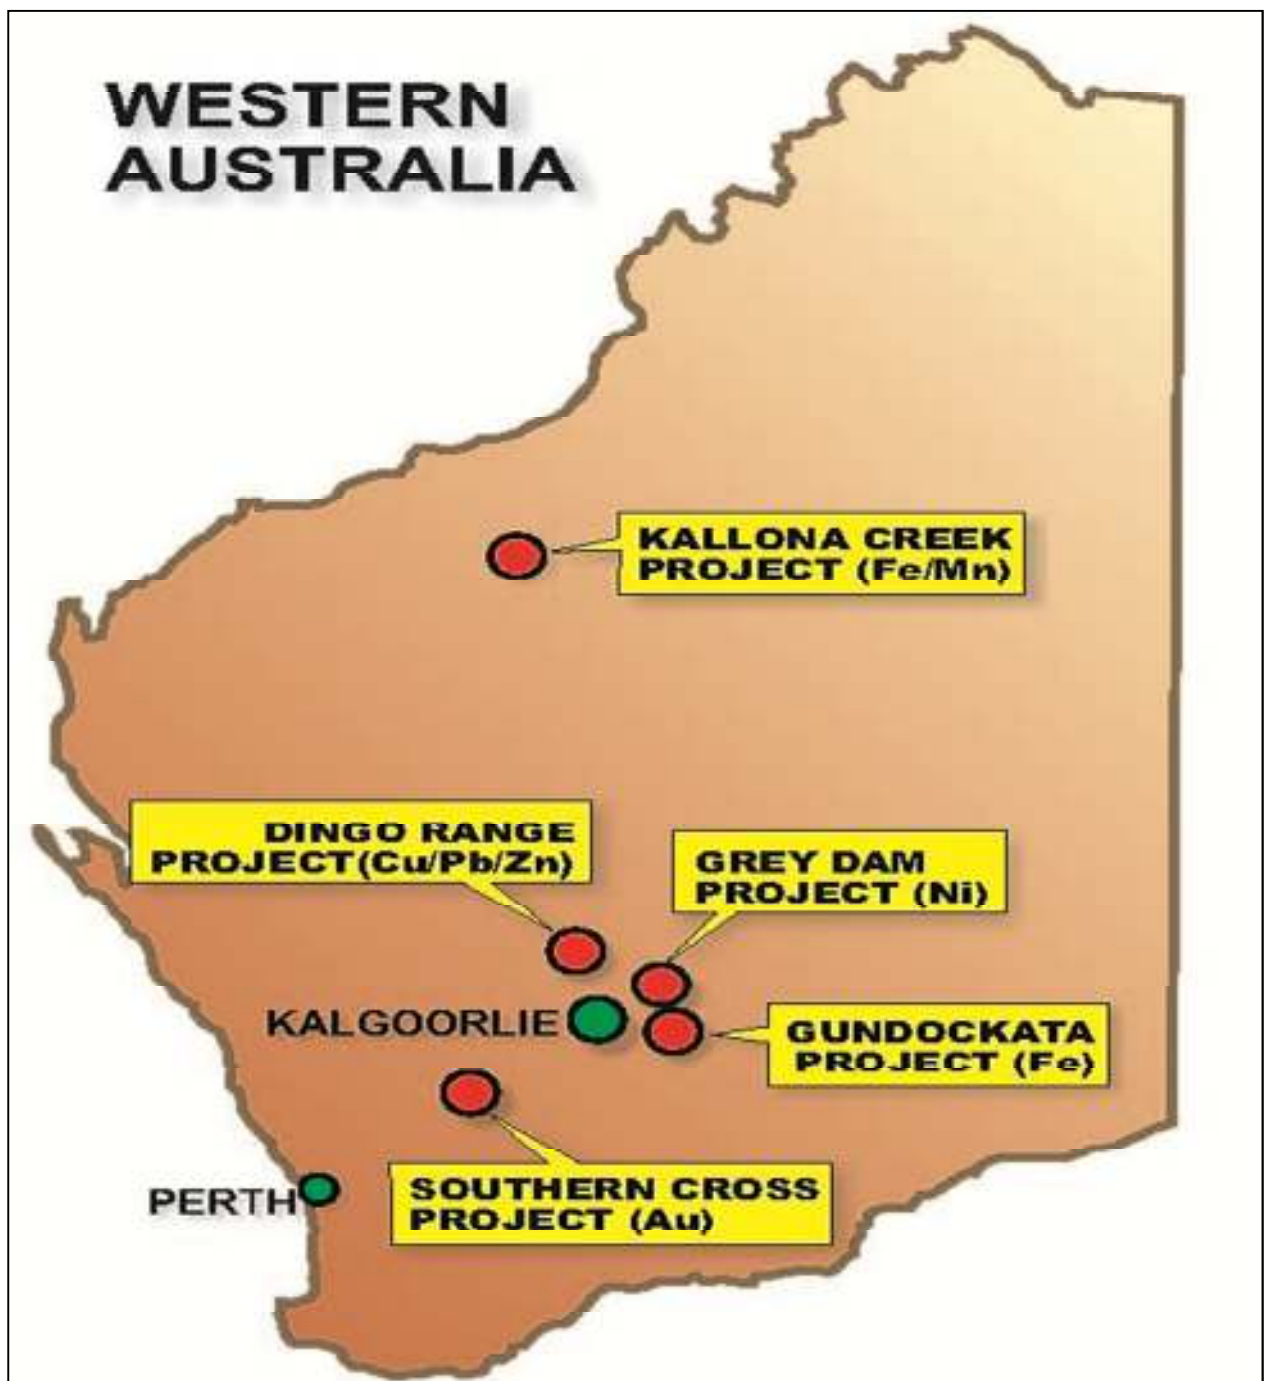 WESTERN
AUSTRALIA
KALLONA CREEK
PROJECT (Fe/Mn)
DINGO RANGE
PROJECT(Cu/Pb/Zn)
GREY DAM
PROJECT (Ni)
KALGOORLIE
GUNDOCKATA
PROJECT (Fe)
SOUTHERN CROSS
PROJECT (Au)
PERTH